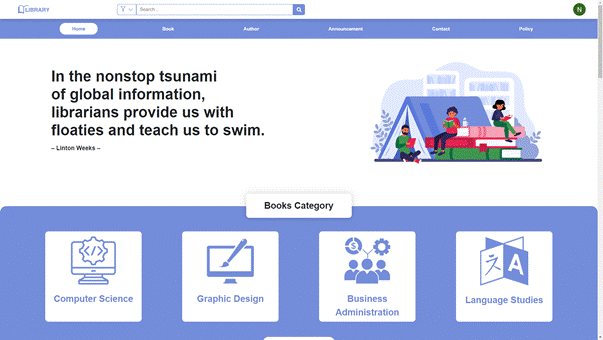 LIBRARY
Search...
N
Home
Book
Author
Announcement
Contact
Policy
In the nonstop tsunami
of global information,
librarians provide us with
floaties and teach us to swim.
– Linton Weeks –
Books Category
Computer Science
Graphic Design
Business
Administration
Language Studies
A